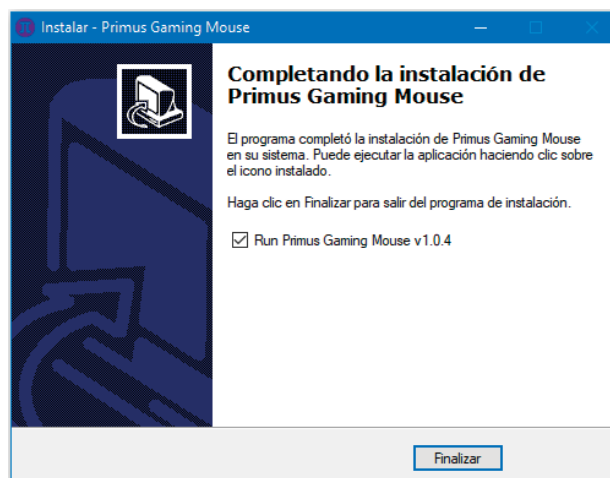 Instalar - Primus Gaming Mouse
Completando la instalación de
Primus Gaming Mouse
El programa completó la instalación de Primus Gaming Mouse
en su sistema. Puede ejecutar la aplicación haciendo clic sobre
el icono instalado.
Haga clic en Finalizar para salir del programa de instalación.
Run Primus Gaming Mouse v1.0.4
Finalizar